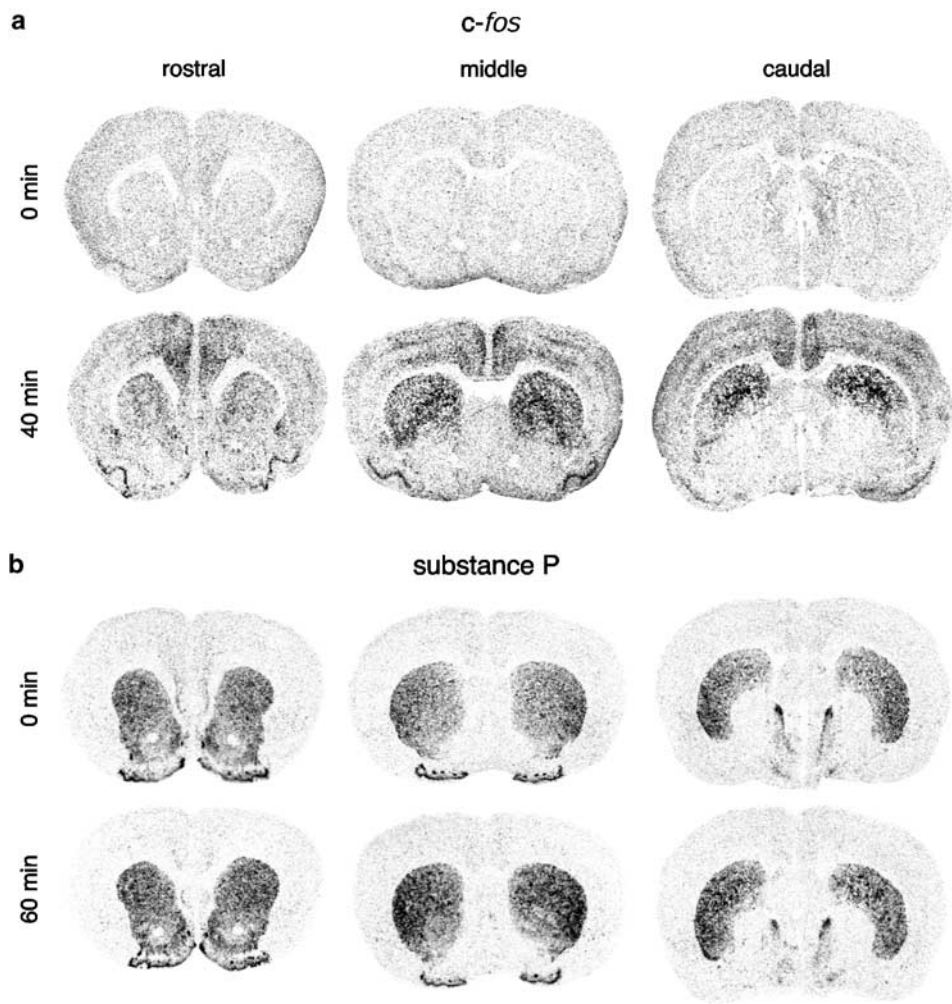 a
c-fos
rostral middle caudal
0 min
40 min
b
substance P
0 min
60 min